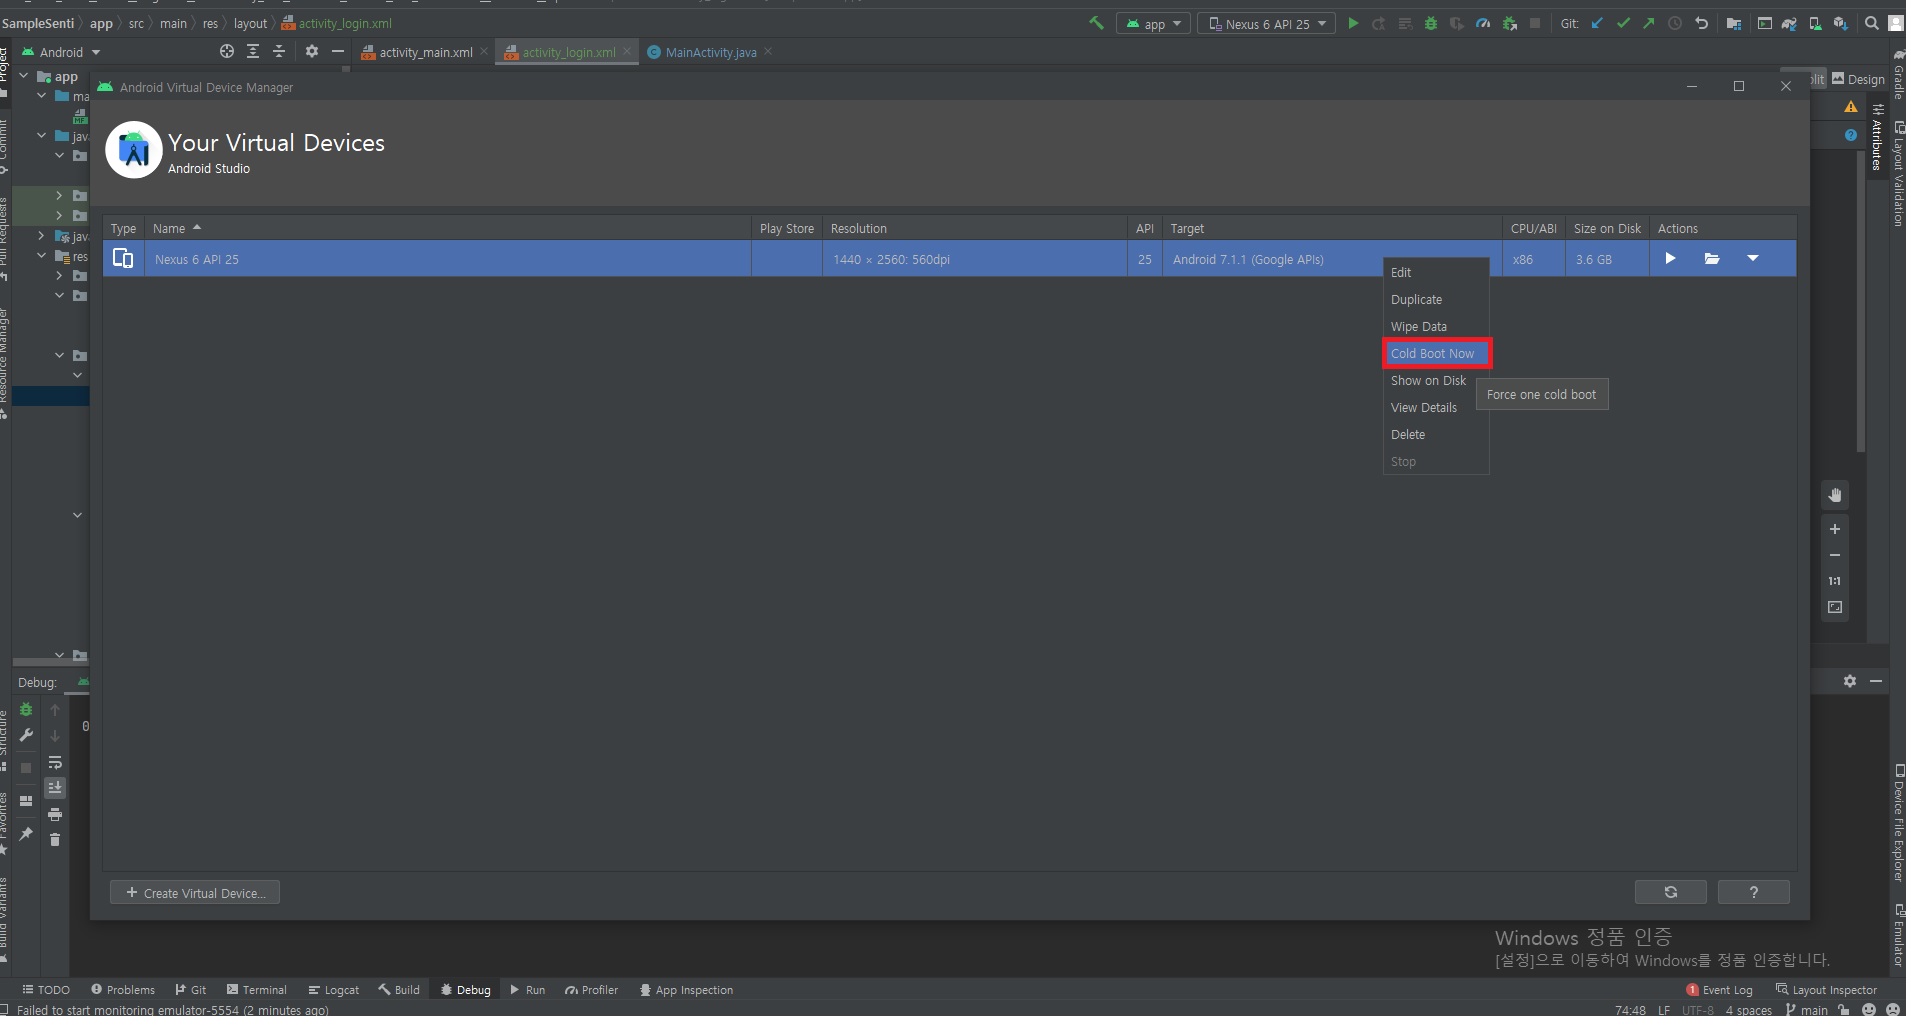 SampleSenti app src main res layout activity_login.xml
app Nexus 6 API 25 Git:
Android activity_main.xml activity_login.xml MainActivity.java
Project
app
Design
Gradle
Android Virtual Device Manager
Commit
Attributes
Layout Validation
Your Virtual Devices
Android Studio
Pull Requests
Type Name Play Store Resolution API Target CPU/ABI Size on Disk Actions
Nexus 6 API 25 1440 × 2560: 560dpi 25 Android 7.1.1 (Google APIs) x86 3.6 GB
res
Edit
Duplicate
Wipe Data
Cold Boot Now
Show on Disk
Force one cold boot
View Details
Delete
Stop
Resource Manager
1:1
Debug:
0
Structure
Favorites
Build Variants
Device File Explorer
Emulator
Create Virtual Device...
?
Windows 정품 인증
[설정]으로 이동하여 Windows를 정품 인증합니다.
TODO Problems Git Terminal Logcat Build Debug Run Profiler App Inspection 1 Event Log Layout Inspector
Failed to start monitoring emulator-5554 (2 minutes ago) 74:48 LF UTF-8 4 spaces main